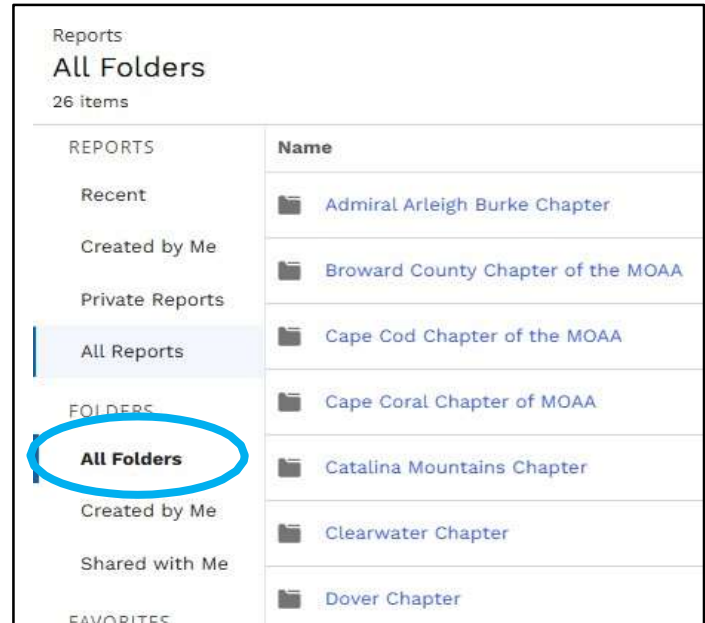 Reports
All Folders
26 items
REPORTS
Recent
Created by Me
Private Reports
All Reports
FOLDERS
All Folders
Created by Me
Shared with Me
FAVORITES
Name
Admiral Arleigh Burke Chapter
Broward County Chapter of the MOAA
Cape Cod Chapter of the MOAA
Cape Coral Chapter of MOAA
Catalina Mountains Chapter
Clearwater Chapter
Dover Chapter